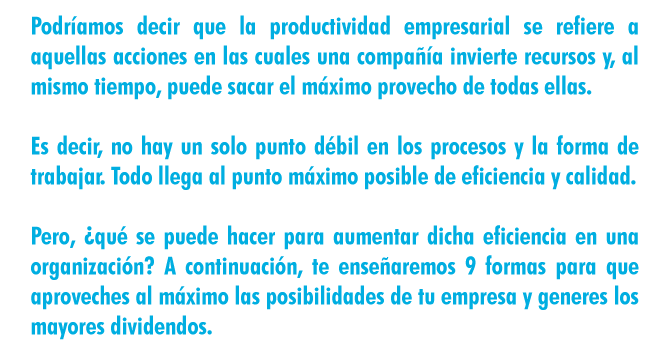 Podríamos decir que la productividad empresarial se refiere a
aquellas acciones en las cuales una compañía invierte recursos y, al
mismo tiempo, puede sacar el máximo provecho de todas ellas.
Es decir, no hay un solo punto débil en los procesos y la forma de
trabajar. Todo llega al punto máximo posible de eficiencia y calidad.
Pero, ¿qué se puede hacer para aumentar dicha eficiencia en una
organización? A continuación, te enseñaremos 9 formas para que
aproveches al máximo las posibilidades de tu empresa y generes los
mayores dividendos.